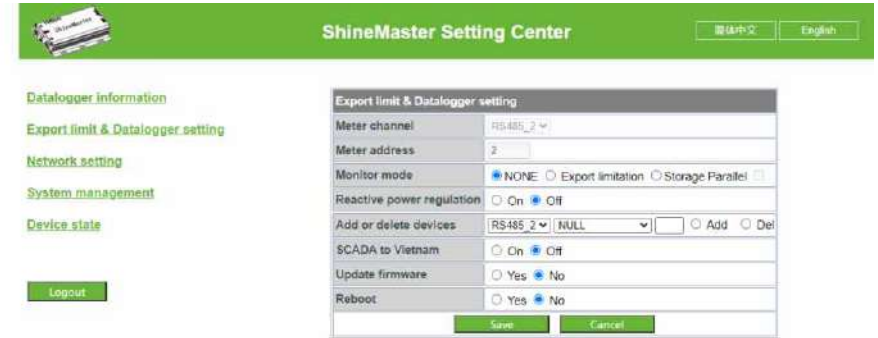 ShineMaster
ShineMaster Setting Center
简体中文
English
Datalogger information
Export limit & Datalogger setting
Network setting
System management
Device state
Logout
Export limit & Datalogger setting
Meter channel RS485_2
Meter address 2
Monitor mode NONE Export limitation Storage Parallel
Reactive power regulation On Off
Add or delete devices RS485_2 NULL Add Del
SCADA to Vietnam On Off
Update firmware Yes No
Reboot Yes No
Save Cancel